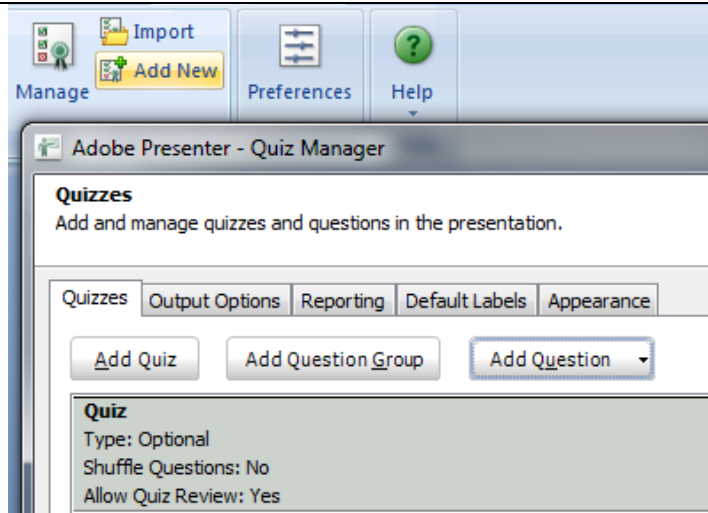 Import
Add New
Manage
Preferences
Help
Adobe Presenter - Quiz Manager
Quizzes
Add and manage quizzes and questions in the presentation.
Quizzes Output Options Reporting Default Labels Appearance
Add Quiz Add Question Group Add Question
Quiz
Type: Optional
Shuffle Questions: No
Allow Quiz Review: Yes